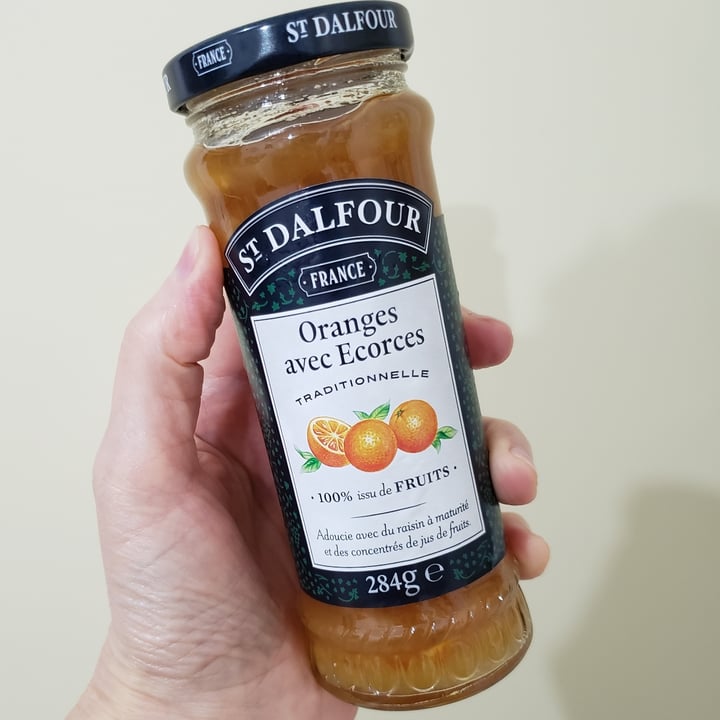 FRANCE
ST DALFOUR
ST DALFOUR
FRANCE
Oranges
avec Ecorces
TRADITIONNELLE
· 100% issu de FRUITS ·
Adoucie avec du raisin à maturité
et des concentrés de jus de fruits.
284g ℮